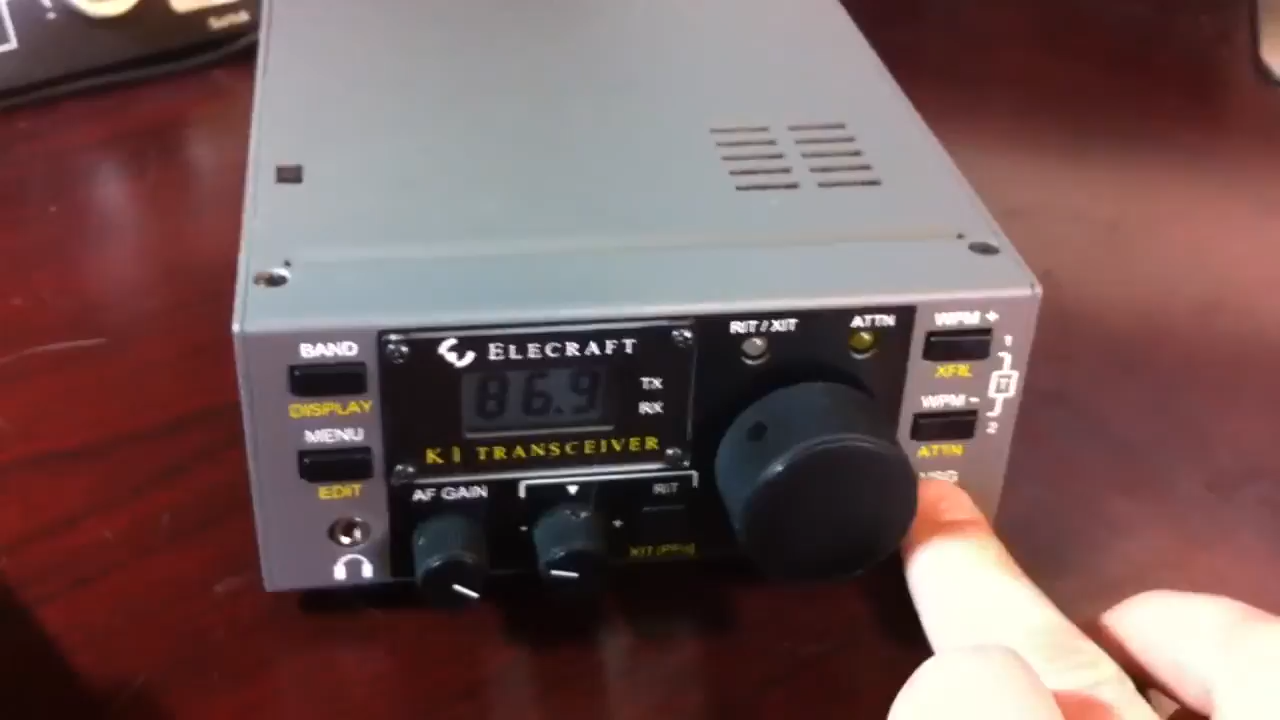 BAND
DISPLAY
MENU
EDIT
ELECRAFT
86.9
TX
RX
K1 TRANSCEIVER
AF GAIN
-
+
RIT
RIT / XIT
ATTN
WPM +
XFIL
WPM -
ATTN
1
T
2